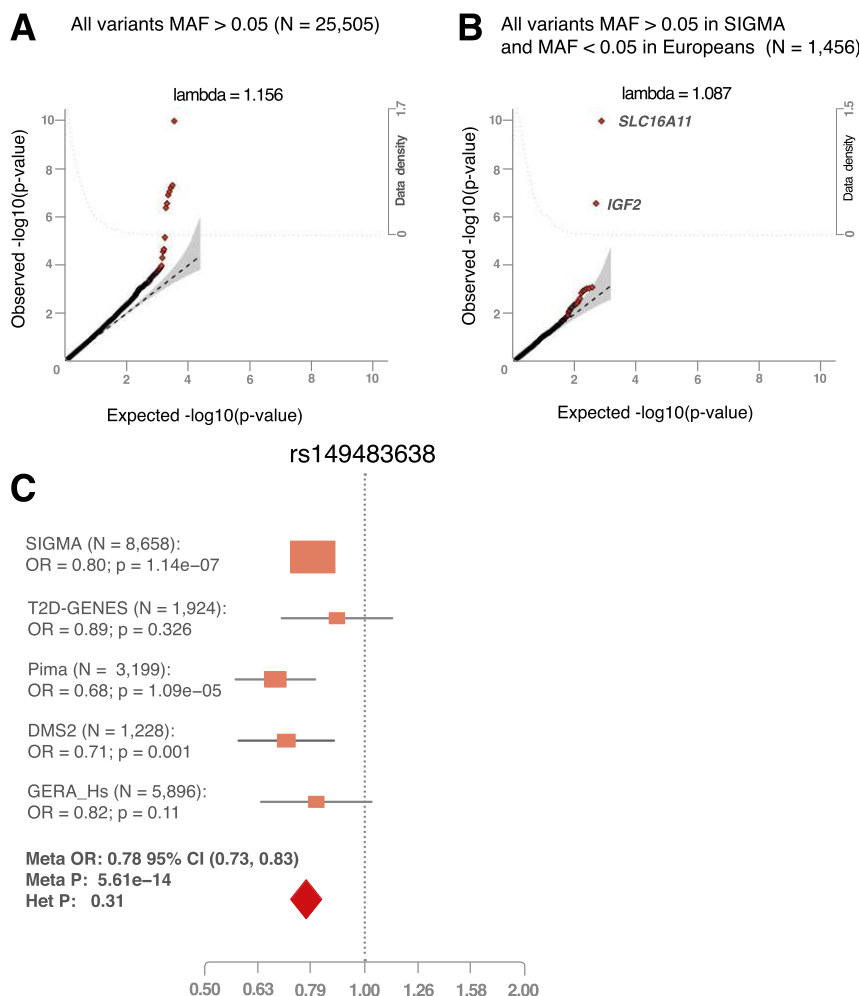 A
All variants MAF > 0.05 (N = 25,505)
lambda = 1.156
Observed -log10(p-value)
10
8
6
4
2
0
2
4
6
8
10
Expected -log10(p-value)
1.7
Data density
0
B
All variants MAF > 0.05 in SIGMA
and MAF < 0.05 in Europeans (N = 1,456)
lambda = 1.087
Observed -log10(p-value)
10
8
6
4
2
0
SLC16A11
IGF2
2
4
6
8
10
Expected -log10(p-value)
1.5
Data density
0
C
rs149483638
SIGMA (N = 8,658):
OR = 0.80; p = 1.14e−07
T2D-GENES (N = 1,924):
OR = 0.89; p = 0.326
Pima (N = 3,199):
OR = 0.68; p = 1.09e−05
DMS2 (N = 1,228):
OR = 0.71; p = 0.001
GERA_Hs (N = 5,896):
OR = 0.82; p = 0.11
Meta OR: 0.78 95% CI (0.73, 0.83)
Meta P: 5.61e−14
Het P: 0.31
0.50 0.63 0.79 1.00 1.26 1.58 2.00